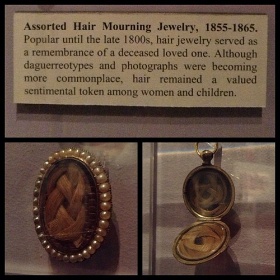 Assorted Hair Mourning Jewelry, 1855-1865.
Popular until the late 1800s, hair jewelry served as
a remembrance of a deceased loved one. Although
daguerreotypes and photographs were becoming
more commonplace, hair remained a valued
sentimental token among women and children.